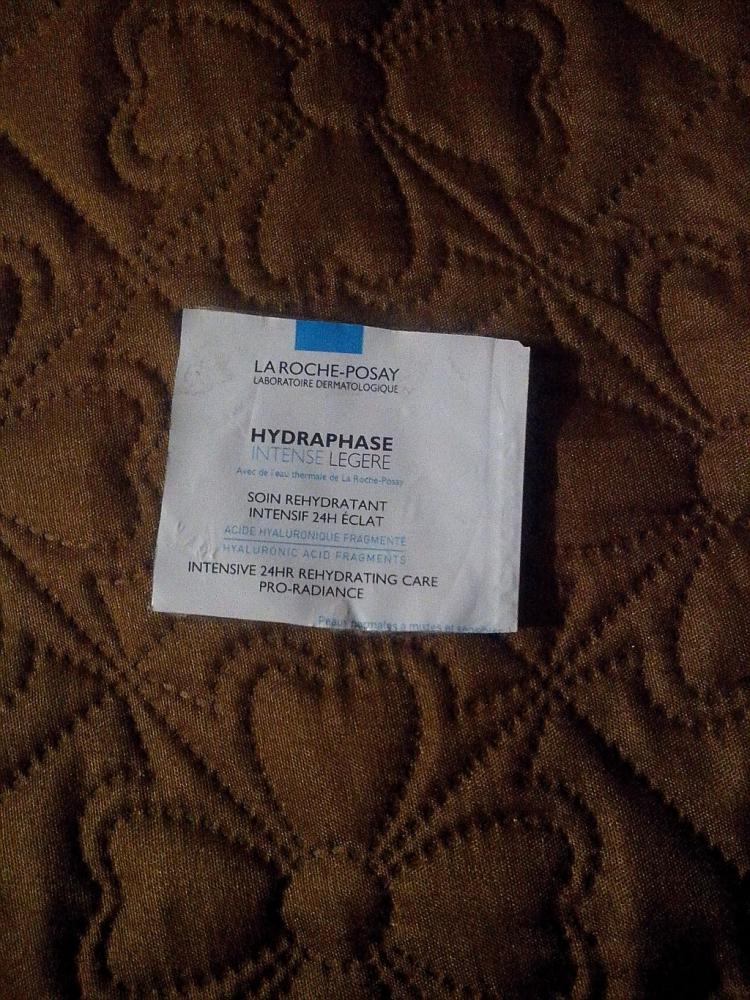 LA ROCHE-POSAY
LABORATOIRE DERMATOLOGIQUE
HYDRAPHASE
INTENSE LEGERE
Avec de l'eau thermale de La Roche-Posay
SOIN REHYDRATANT
INTENSIF 24H ÉCLAT
ACIDE HYALURONIQUE FRAGMENTÉ
HYALURONIC ACID FRAGMENTS
INTENSIVE 24HR REHYDRATING CARE
PRO-RADIANCE
Peaux normales à mixtes et